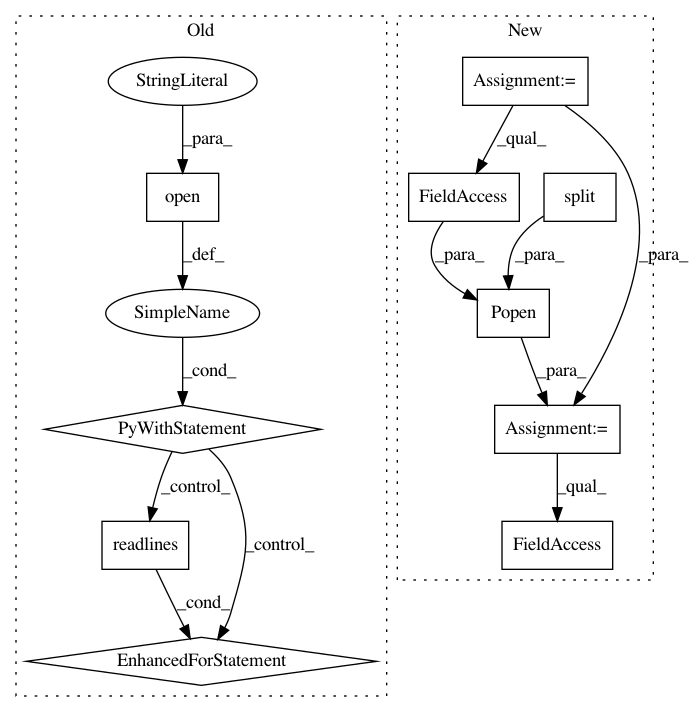 Old
New
StringLiteral
Assignment:=
_para_
_qual_
open
FieldAccess
split
_def_
_para_
_para_
_para_
SimpleName
Popen
_cond_
_para_
PyWithStatement
Assignment:=
_control_
_qual_
readlines
_control_
FieldAccess
_cond_
EnhancedForStatement